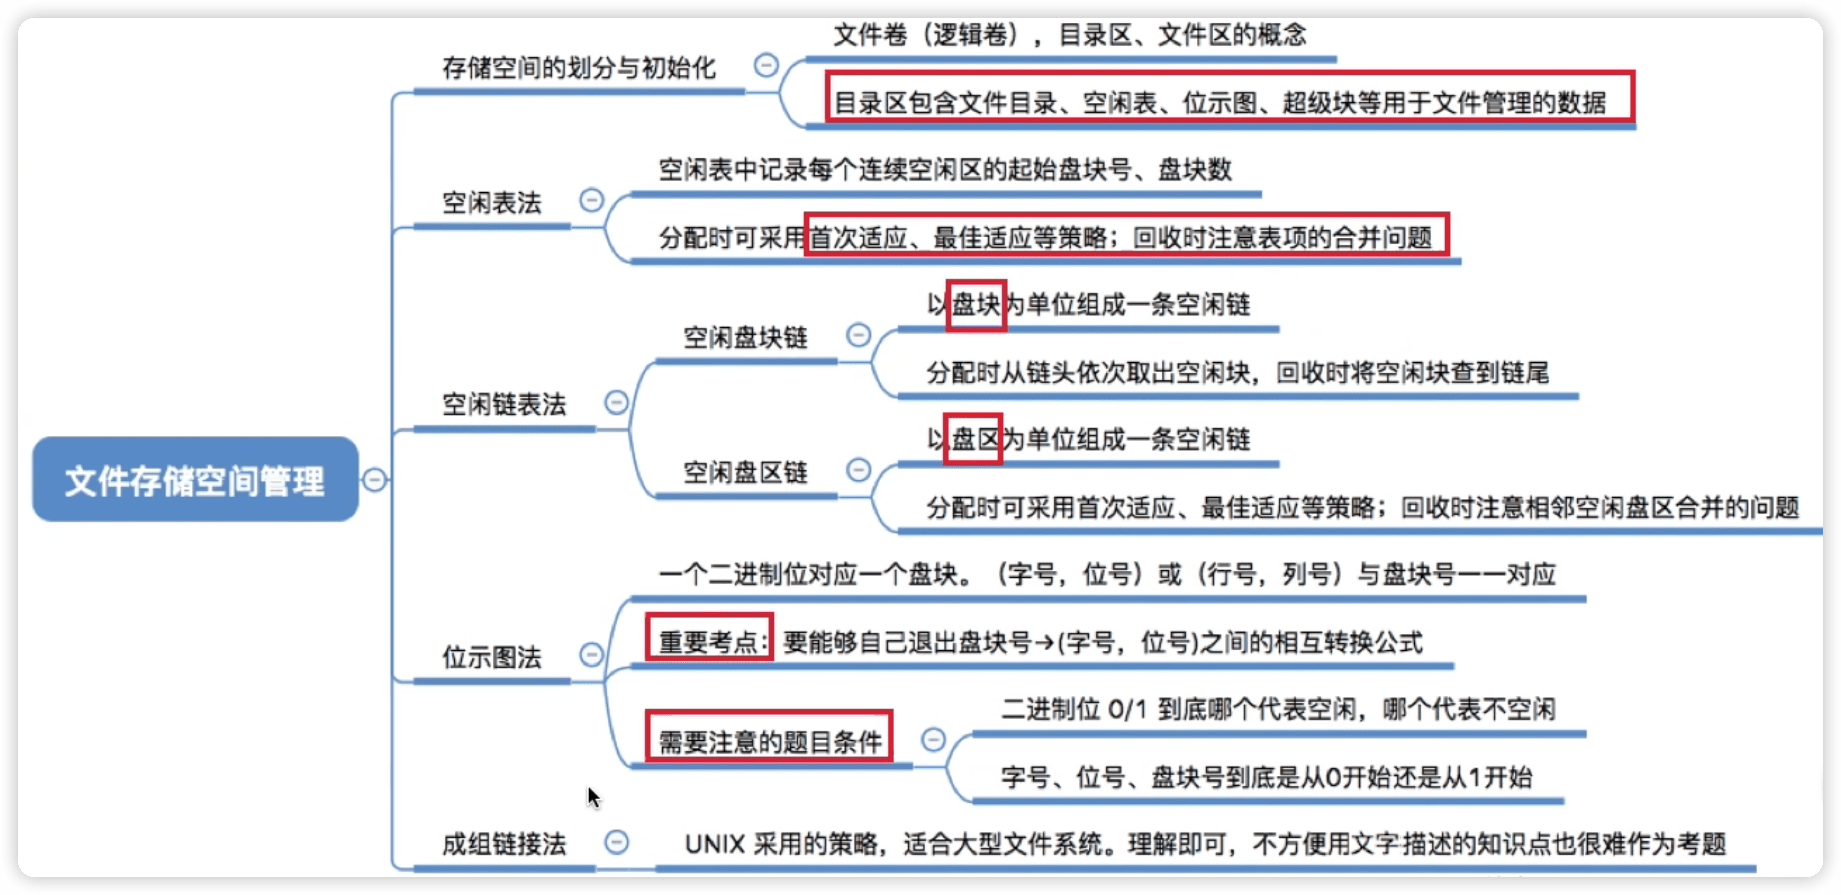 文件卷（逻辑卷），目录区、文件区的概念
存储空间的划分与初始化
目录区包含文件目录、空闲表、位示图、超级块等用于文件管理的数据
空闲表中记录每个连续空闲区的起始盘块号、盘块数
空闲表法
分配时可采用首次适应、最佳适应等策略；回收时注意表项的合并问题
以盘块为单位组成一条空闲链
空闲盘块链
分配时从链头依次取出空闲块，回收时将空闲块查到链尾
空闲链表法
以盘区为单位组成一条空闲链
空闲盘区链
分配时可采用首次适应、最佳适应等策略；回收时注意相邻空闲盘区合并的问题
文件存储空间管理
一个二进制位对应一个盘块。（字号，位号）或（行号，列号）与盘块号一一对应
重要考点：要能够自己退出盘块号→(字号，位号)之间的相互转换公式
位示图法
二进制位 0/1 到底哪个代表空闲，哪个代表不空闲
需要注意的题目条件
字号、位号、盘块号到底是从0开始还是从1开始
成组链接法
UNIX 采用的策略，适合大型文件系统。理解即可，不方便用文字描述的知识点也很难作为考题